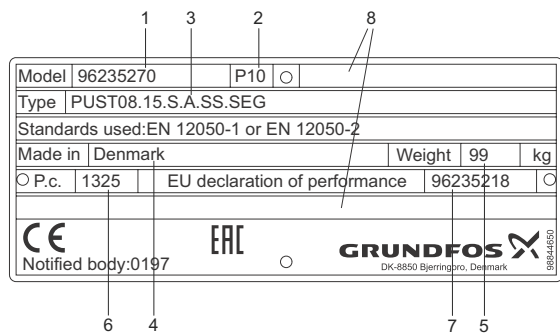 1 3 2 8
Model 96235270 P10
Type PUST08.15.S.A.SS.SEG
Standards used:EN 12050-1 or EN 12050-2
Made in Denmark Weight 99 kg
P.c. 1325 EU declaration of performance 96235218
CE EAC GRUNDFOS
Notified body:0197 DK-8850 Bjerringbro, Denmark
98844650
6 4 7 5